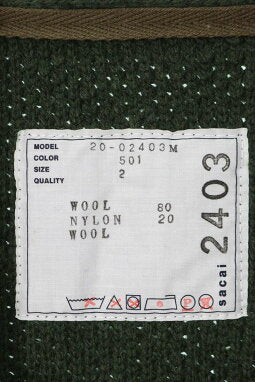 MODEL 20-02403M
COLOR 501
SIZE 2
QUALITY
WOOL 80
NYLON 20
WOOL
sacai 2403